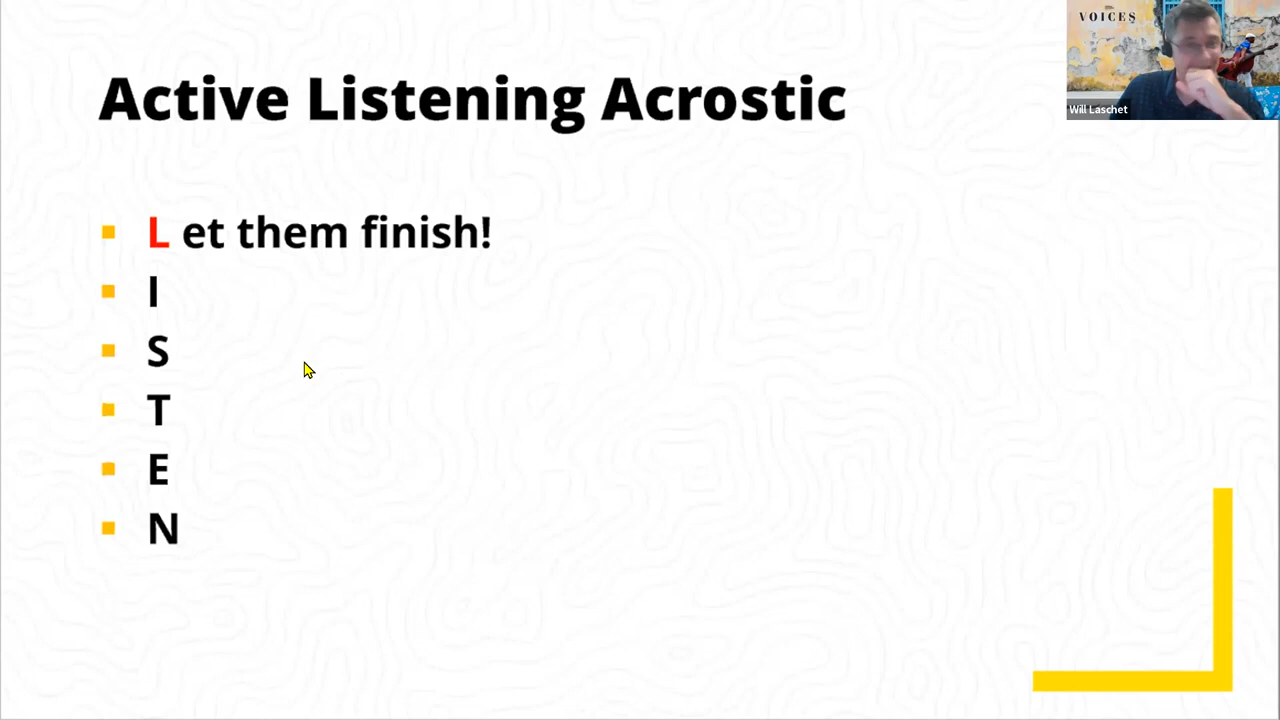 Active Listening Acrostic
VOICES
Will Laschet
L et them finish!
I
S
T
E
N